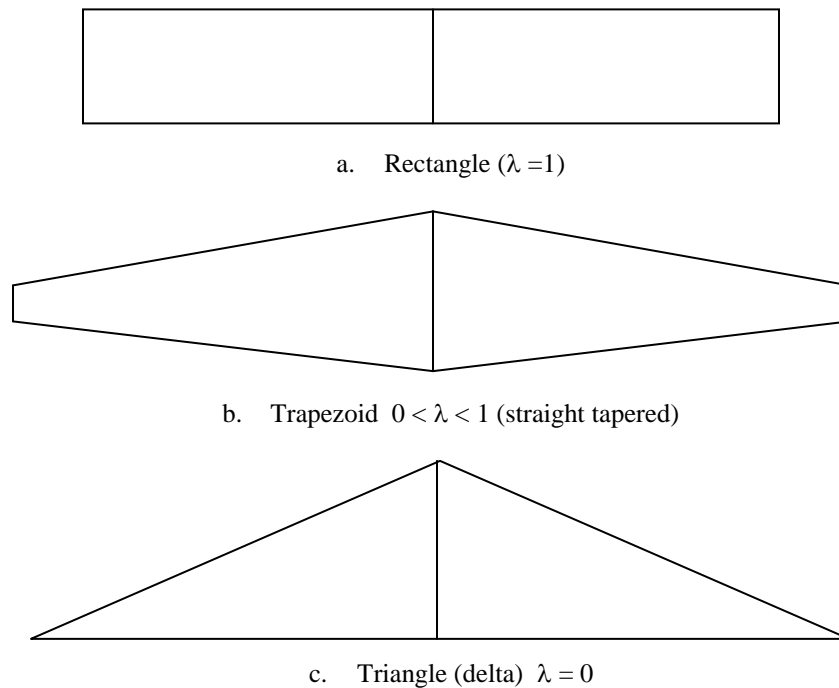 a. Rectangle (λ =1)
b. Trapezoid 0 < λ < 1 (straight tapered)
c. Triangle (delta) λ = 0